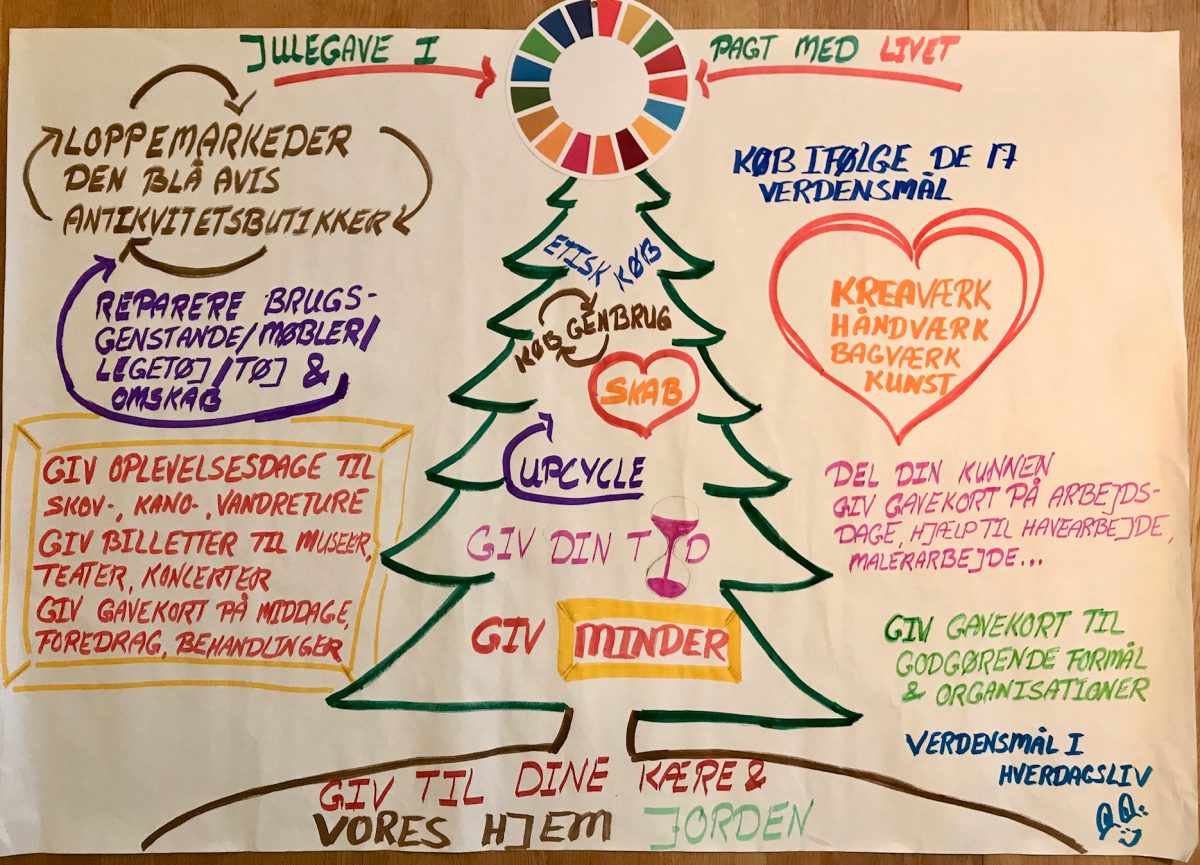 JULEGAVE I
PAGT MED LIVET
LOPPEMARKEDER
DEN BLÅ AVIS
ANTIKVITETSBUTIKKER
REPARERE BRUGS-
GENSTANDE/MØBLER/
LEGETØJ/TØJ &
OMSKAB
GIV OPLEVELSESDAGE TIL
SKOV-, KANO-, VANDRETURE
GIV BILLETTER TIL MUSEER,
TEATER, KONCERTER
GIV GAVEKORT PÅ MIDDAGE,
FOREDRAG, BEHANDLINGER
ETISK KØB
KØB GENBRUG
SKAB
UPCYCLE
GIV DIN TID
GIV MINDER
KØB IFØLGE DE 17
VERDENSMÅL
KREAVÆRK
HÅNDVÆRK
BAGVÆRK
KUNST
DEL DIN KUNNEN
GIV GAVEKORT PÅ ARBEJDS-
DAGE, HJÆLP TIL HAVEARBEJDE,
MALERARBEJDE...
GIV GAVEKORT TIL
GODGØRENDE FORMÅL
& ORGANISATIONER
VERDENSMÅL I
HVERDAGSLIV
GIV TIL DINE KÆRE &
VORES HJEM JORDEN